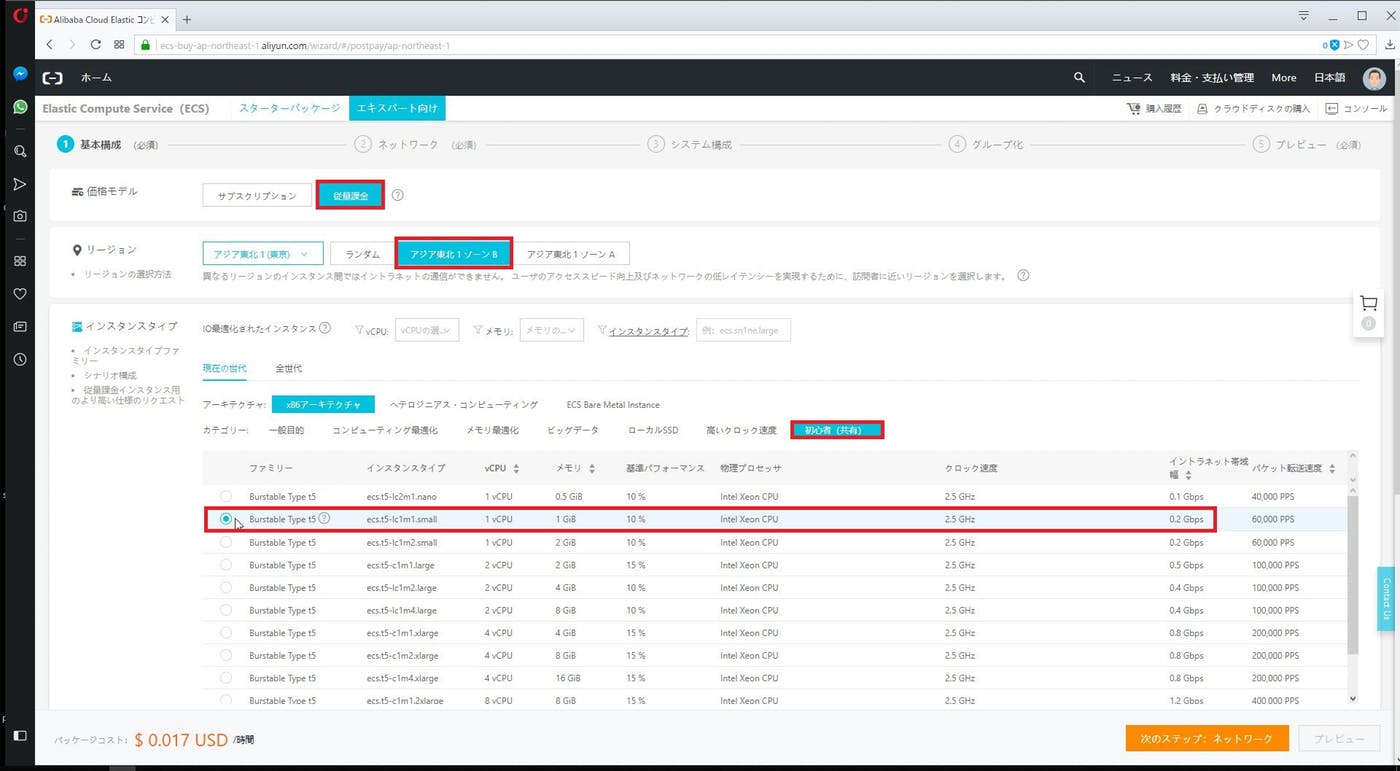 Alibaba Cloud Elastic コンピ
ecs-buy-ap-northeast-1.aliyun.com/wizard/#/postpay/ap-northeast-1
0
ホーム ニュース 料金・支払い管理 More 日本語
Elastic Compute Service (ECS) スターターパッケージ エキスパート向け 購入履歴 クラウドディスクの購入 コンソール
1 基本構成 (必須) 2 ネットワーク (必須) 3 システム構成 4 グループ化 5 プレビュー (必須)
価格モデル サブスクリプション 従量課金 ?
リージョン アジア東北 1 (東京) ランダム アジア東北 1 ゾーン B アジア東北 1 ゾーン A
• リージョンの選択方法
異なるリージョンのインスタンス間ではイントラネットの通信ができません。 ユーザのアクセススピード向上及びネットワークの低レイテンシーを実現するために、訪問者に近いリージョンを選択します。 ?
0
インスタンスタイプ
• インスタンスタイプファミリー
• シナリオ構成
• 従量課金インスタンス用のより高い仕様のリクエスト
IO最適化されたインスタンス ? vCPU: vCPUの選... メモリ: メモリの... インスタンスタイプ: 例: ecs.sn1ne.large
現在の世代 全世代
アーキテクチャ: x86アーキテクチャ ヘテロジニアス・コンピューティング ECS Bare Metal Instance
カテゴリー: 一般目的 コンピューティング最適化 メモリ最適化 ビッグデータ ローカルSSD 高いクロック速度 初心者 (共有)
ファミリー インスタンスタイプ vCPU メモリ 基準パフォーマンス 物理プロセッサ クロック速度 イントラネット帯域幅 パケット転送速度
Burstable Type t5 ecs.t5-lc2m1.nano 1 vCPU 0.5 GiB 10 % Intel Xeon CPU 2.5 GHz 0.1 Gbps 40,000 PPS
Burstable Type t5 ? ecs.t5-lc1m1.small 1 vCPU 1 GiB 10 % Intel Xeon CPU 2.5 GHz 0.2 Gbps 60,000 PPS
Burstable Type t5 ecs.t5-lc1m2.small 1 vCPU 2 GiB 10 % Intel Xeon CPU 2.5 GHz 0.2 Gbps 60,000 PPS
Burstable Type t5 ecs.t5-c1m1.large 2 vCPU 2 GiB 15 % Intel Xeon CPU 2.5 GHz 0.5 Gbps 100,000 PPS
Burstable Type t5 ecs.t5-lc1m2.large 2 vCPU 4 GiB 10 % Intel Xeon CPU 2.5 GHz 0.4 Gbps 100,000 PPS
Burstable Type t5 ecs.t5-lc1m4.large 2 vCPU 8 GiB 10 % Intel Xeon CPU 2.5 GHz 0.4 Gbps 100,000 PPS
Burstable Type t5 ecs.t5-c1m1.xlarge 4 vCPU 4 GiB 15 % Intel Xeon CPU 2.5 GHz 0.8 Gbps 200,000 PPS
Burstable Type t5 ecs.t5-c1m2.xlarge 4 vCPU 8 GiB 15 % Intel Xeon CPU 2.5 GHz 0.8 Gbps 200,000 PPS
Burstable Type t5 ecs.t5-c1m4.xlarge 4 vCPU 16 GiB 15 % Intel Xeon CPU 2.5 GHz 0.8 Gbps 200,000 PPS
Burstable Type t5 ecs.t5-c1m1.2xlarge 8 vCPU 8 GiB 15 % Intel Xeon CPU 2.5 GHz 1.2 Gbps 400,000 PPS
Contact Us
パッケージコスト: $ 0.017 USD /時間 次のステップ: ネットワーク プレビュー